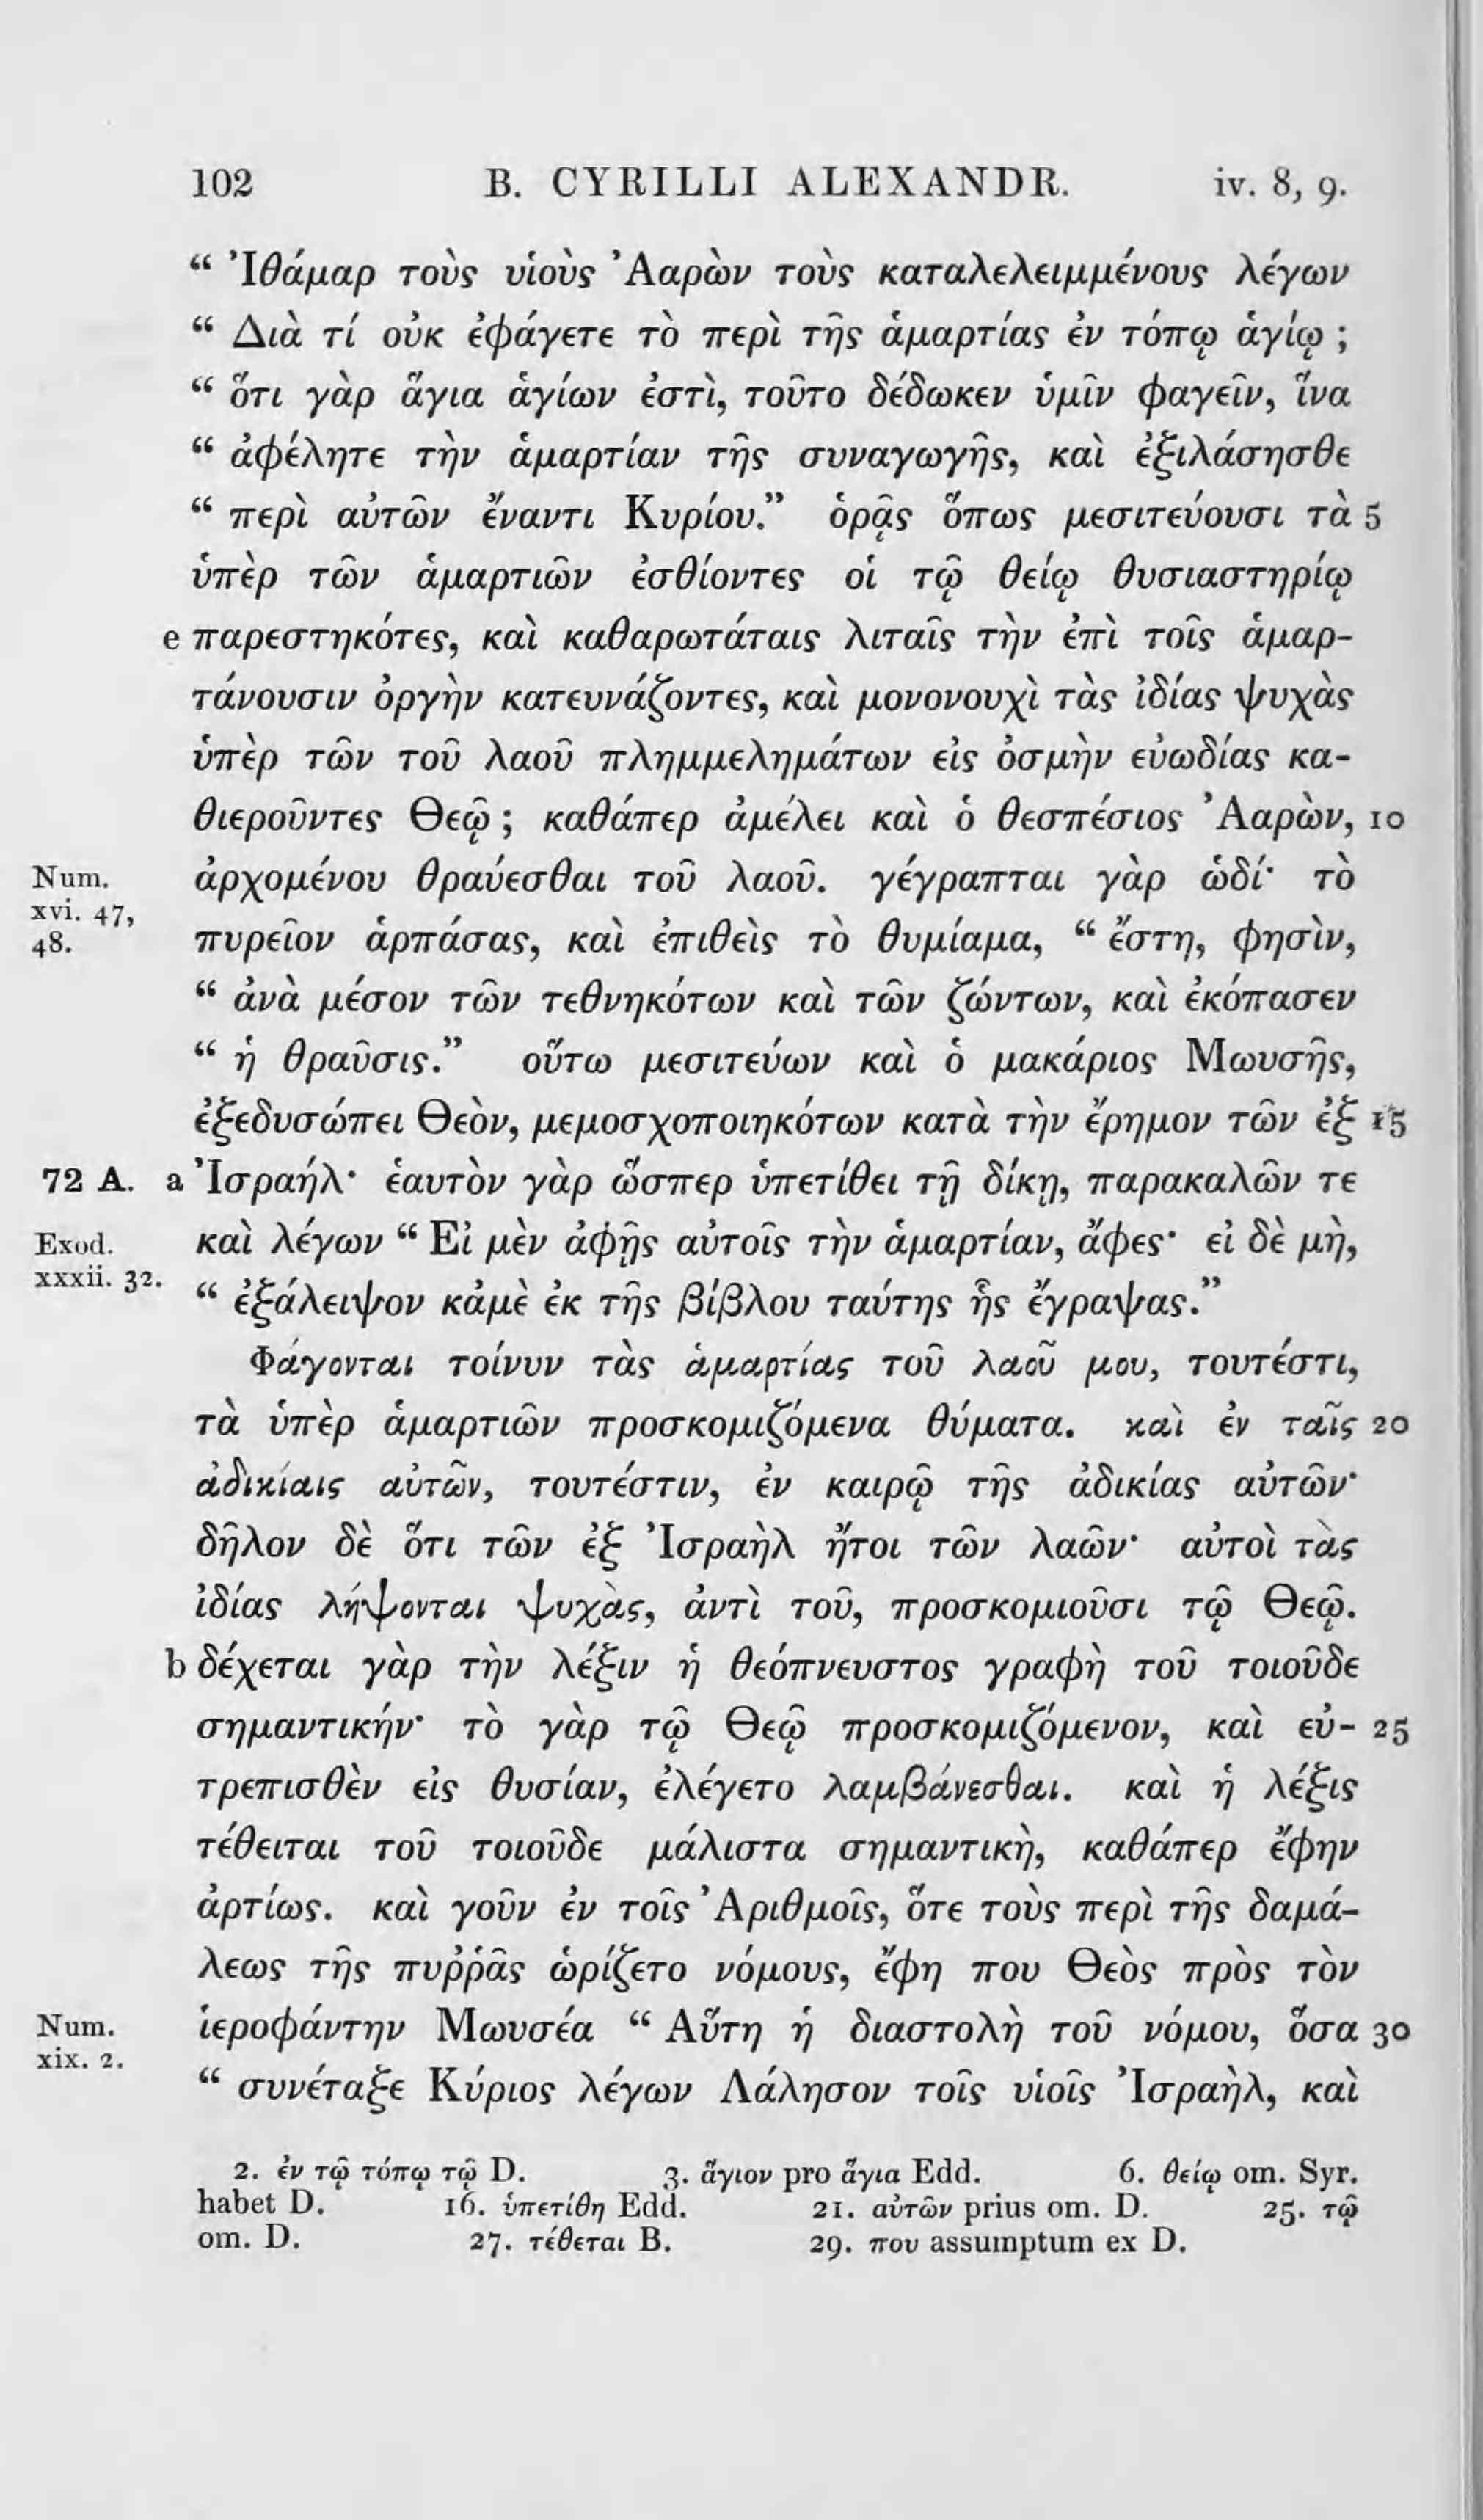 102 B. CYRILLI ALEXANDR. iv. 8, 9.
“ Ἰθάμαρ τοὺς υἱοὺς Ἀαρὼν τοὺς καταλελειμμένους λέγων
“ Διὰ τί οὐκ ἐφάγετε τὸ περὶ τῆς ἁμαρτίας ἐν τόπῳ ἁγίῳ ;
“ ὅτι γὰρ ἅγια ἁγίων ἐστὶ, τοῦτο δέδωκεν ὑμῖν φαγεῖν, ἵνα
“ ἀφέλητε τὴν ἁμαρτίαν τῆς συναγωγῆς, καὶ ἐξιλάσησθε
“ περὶ αὐτῶν ἔναντι Κυρίου.” ὁρᾷς ὅπως μεσιτεύουσι τὰ 5
ὑπὲρ τῶν ἁμαρτιῶν ἐσθίοντες οἱ τῷ θείῳ θυσιαστηρίῳ
e παρεστηκότες, καὶ καθαρωτάταις λιταῖς τὴν ἐπὶ τοῖς ἁμαρ-
τάνουσιν ὀργὴν κατευνάζοντες, καὶ μονονουχὶ τὰς ἰδίας ψυχὰς
ὑπὲρ τῶν τοῦ λαοῦ πλημμελημάτων εἰς ὀσμὴν εὐωδίας κα-
θιεροῦντες Θεῷ ; καθάπερ ἀμέλει καὶ ὁ θεσπέσιος Ἀαρὼν, 10
Num. ἀρχομένου θραύεσθαι τοῦ λαοῦ. γέγραπται γὰρ ὡδί· τὸ
xvi. 47,
48. πυρεῖον ἁρπάσας, καὶ ἐπιθεὶς τὸ θυμίαμα, “ ἔστη, φησὶν,
“ ἀνὰ μέσον τῶν τεθνηκότων καὶ τῶν ζώντων, καὶ ἐκόπασεν
“ ἡ θραῦσις.” οὕτω μεσιτεύων καὶ ὁ μακάριος Μωυσῆς,
ἐξεδυσώπει Θεὸν, μεμοσχοποιηκότων κατὰ τὴν ἔρημον τῶν ἐξ 15
72 A. a Ἰσραήλ· ἑαυτὸν γὰρ ὥσπερ ὑπετίθει τῇ δίκῃ, παρακαλῶν τε
Exod. καὶ λέγων “ Εἰ μὲν ἀφῇς αὐτοῖς τὴν ἁμαρτίαν, ἄφες· εἰ δὲ μὴ,
xxxii. 32. “ ἐξάλειψον κἀμὲ ἐκ τῆς βίβλου ταύτης ἧς ἔγραψας.”
Φάγονται τοίνυν τὰς ἁμαρτίας τοῦ λαοῦ μου, τουτέστι,
τὰ ὑπὲρ ἁμαρτιῶν προσκομιζόμενα θύματα. καὶ ἐν ταῖς 20
ἀδικίαις αὐτῶν, τουτέστιν, ἐν καιρῷ τῆς ἀδικίας αὐτῶν·
δῆλον δὲ ὅτι τῶν ἐξ Ἰσραὴλ ἤτοι τῶν λαῶν· αὐτοὶ τὰς
ἰδίας λήψονται ψυχὰς, ἀντὶ τοῦ, προσκομιοῦσι τῷ Θεῷ.
b δέχεται γὰρ τὴν λέξιν ἡ θεόπνευστος γραφὴ τοῦ τοιοῦδε
σημαντικήν· τὸ γὰρ τῷ Θεῷ προσκομιζόμενον, καὶ εὐ- 25
τρεπισθὲν εἰς θυσίαν, ἐλέγετο λαμβάνεσθαι. καὶ ἡ λέξις
τέθειται τοῦ τοιοῦδε μάλιστα σημαντικὴ, καθάπερ ἔφην
ἀρτίως. καὶ γοῦν ἐν τοῖς Ἀριθμοῖς, ὅτε τοὺς περὶ τῆς δαμά-
λεως τῆς πυῤῥᾶς ὡρίζετο νόμους, ἔφη που Θεὸς πρὸς τὸν
Num. ἱεροφάντην Μωυσέα “ Αὕτη ἡ διαστολὴ τοῦ νόμου, ὅσα 30
xix. 2. “ συνέταξε Κύριος λέγων Λάλησον τοῖς υἱοῖς Ἰσραὴλ, καὶ
2. ἐν τῷ τόπῳ τῷ D. 3. ἅγιον pro ἅγια Edd. 6. θείῳ om. Syr.
habet D. 16. ὑπετίθη Edd. 21. αὐτῶν prius om. D. 25. τῷ
om. D. 27. τέθεται B. 29. που assumptum ex D.